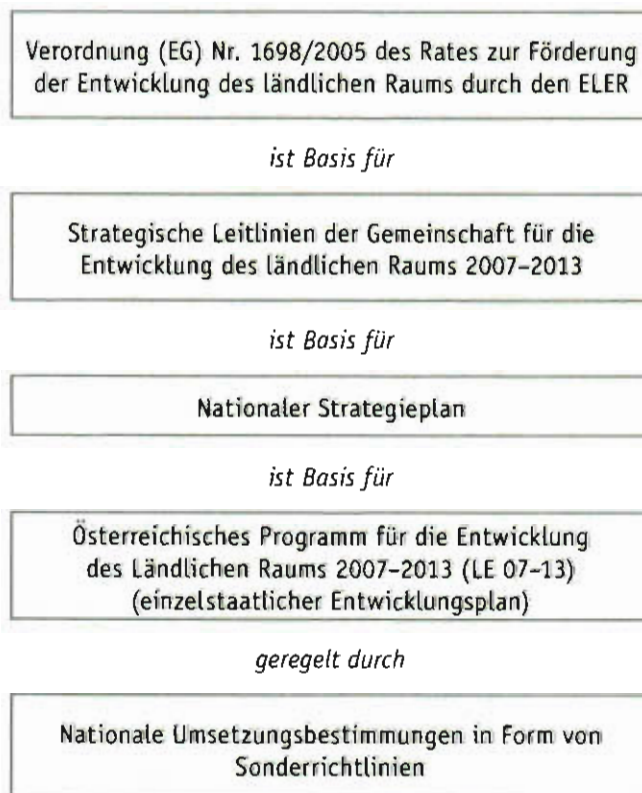 Verordnung (EG) Nr. 1698/2005 des Rates zur Förderung
der Entwicklung des ländlichen Raums durch den ELER
ist Basis für
Strategische Leitlinien der Gemeinschaft für die
Entwicklung des ländlichen Raums 2007–2013
ist Basis für
Nationaler Strategieplan
ist Basis für
Österreichisches Programm für die Entwicklung
des Ländlichen Raums 2007–2013 (LE 07–13)
(einzelstaatlicher Entwicklungsplan)
geregelt durch
Nationale Umsetzungsbestimmungen in Form von
Sonderrichtlinien